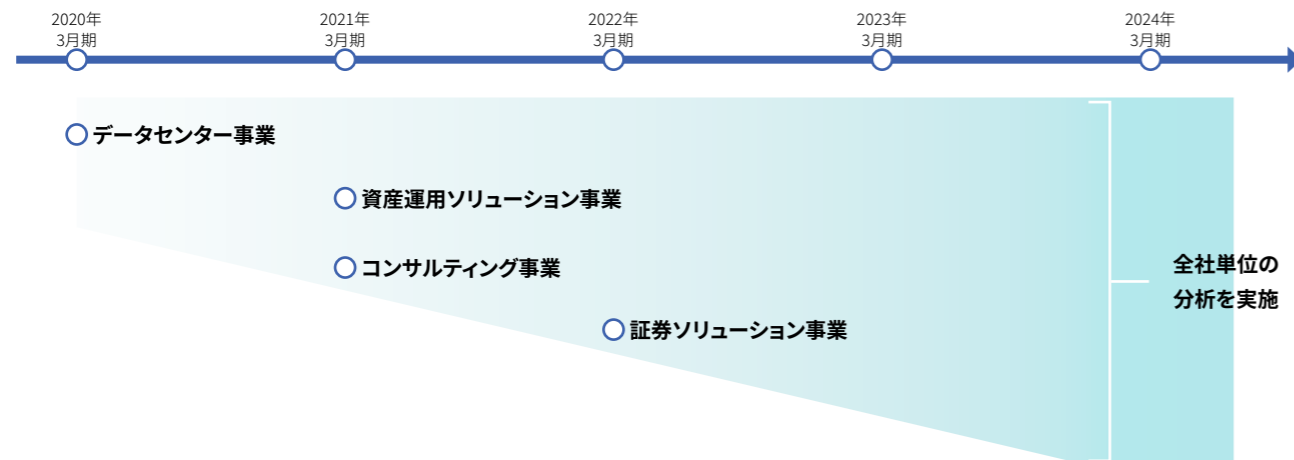 2020年
3月期
2021年
3月期
2022年
3月期
2023年
3月期
2024年
3月期
データセンター事業
資産運用ソリューション事業
コンサルティング事業
証券ソリューション事業
全社単位の
分析を実施